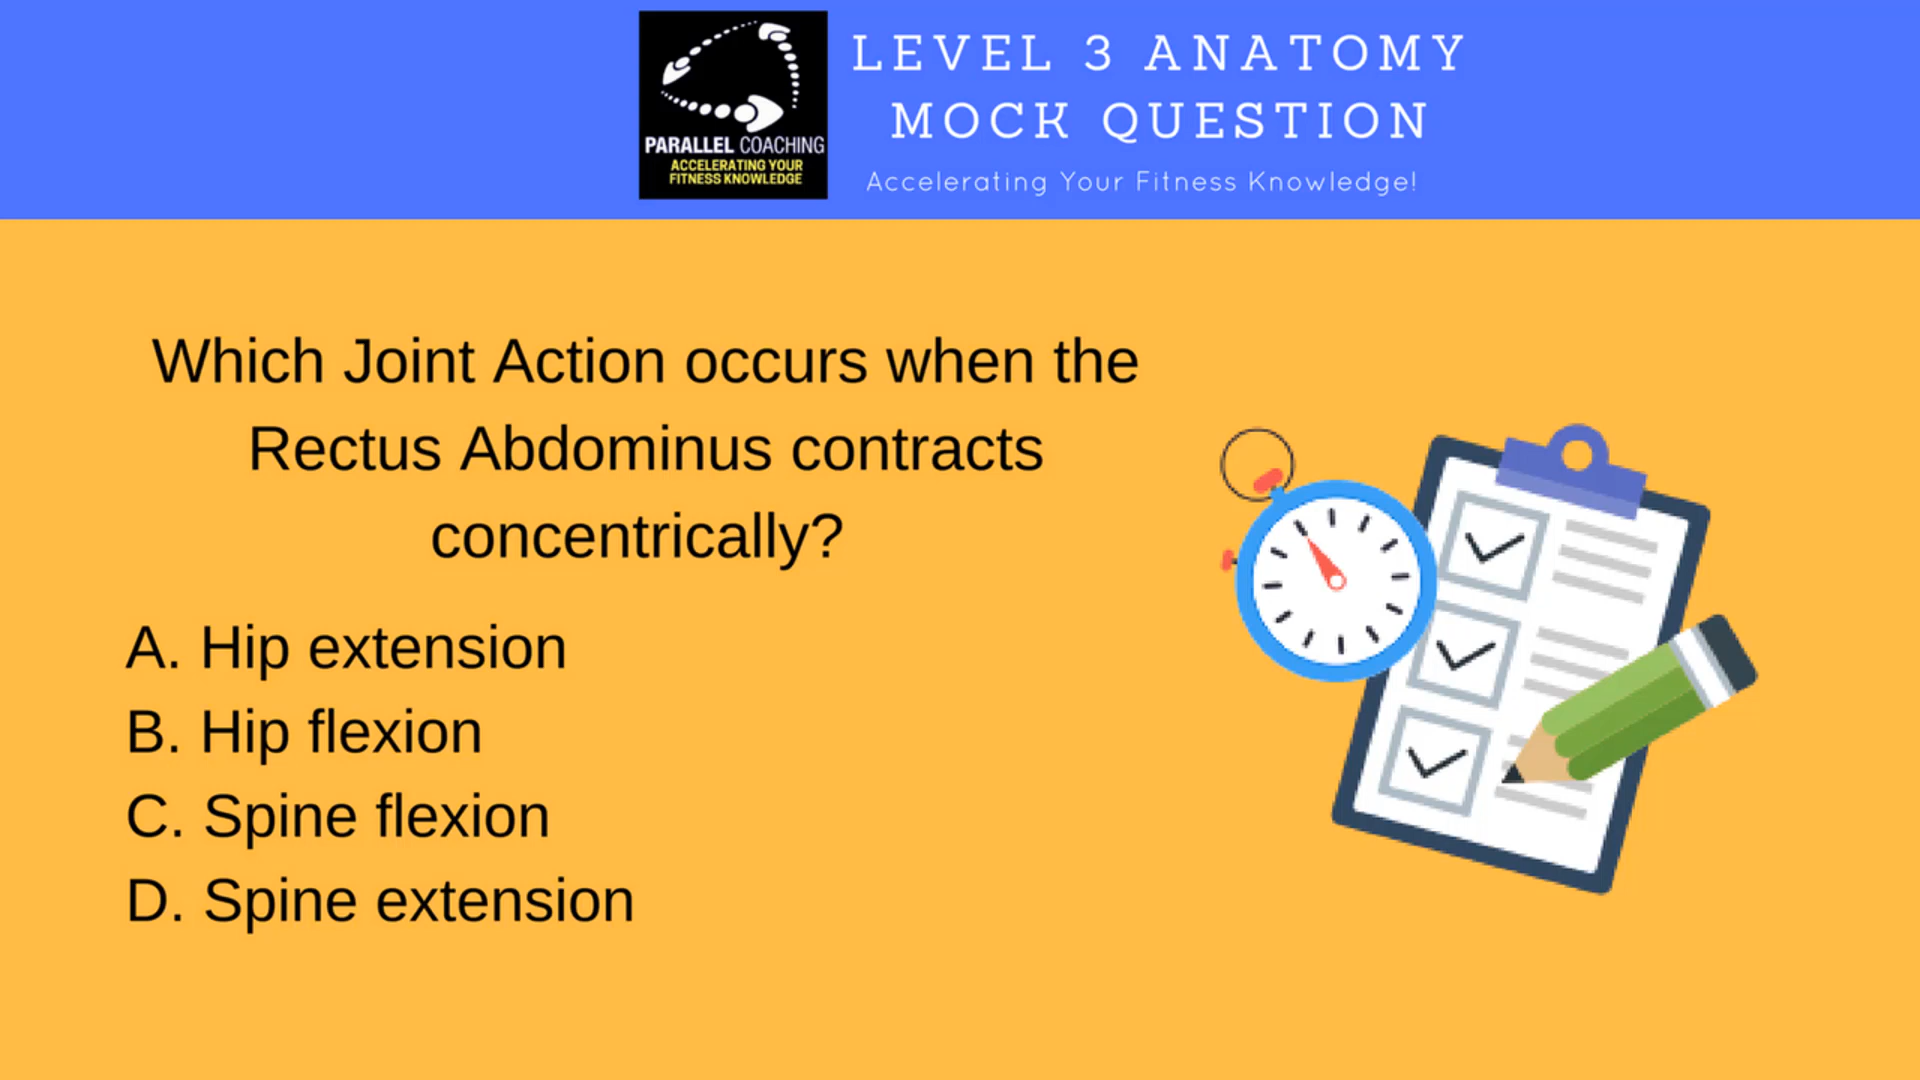 PARALLEL COACHING
ACCELERATING YOUR
FITNESS KNOWLEDGE
LEVEL 3 ANATOMY
MOCK QUESTION
Accelerating Your Fitness Knowledge!
Which Joint Action occurs when the
Rectus Abdominus contracts
concentrically?
A. Hip extension
B. Hip flexion
C. Spine flexion
D. Spine extension